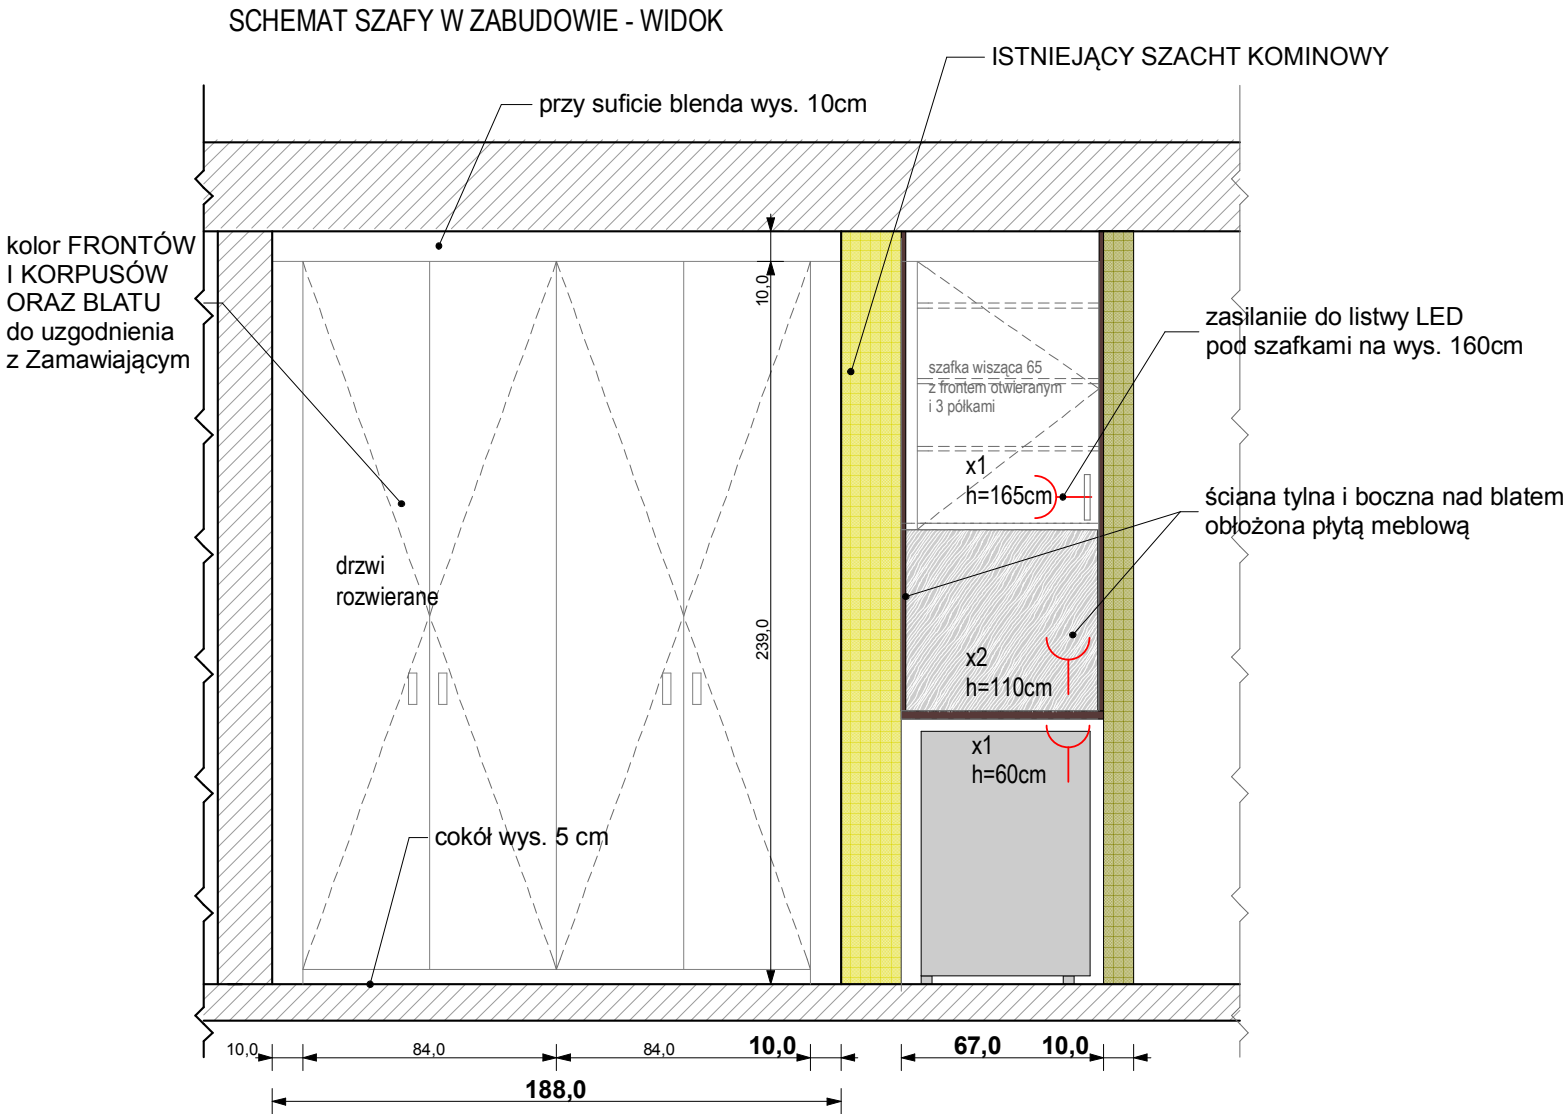 SCHEMAT SZAFY W ZABUDOWIE - WIDOK
ISTNIEJĄCY SZACHT KOMINOWY
przy suficie blenda wys. 10cm
kolor FRONTÓW
I KORPUSÓW
ORAZ BLATU
do uzgodnienia
z Zamawiającym
10,0
zasilaniie do listwy LED
pod szafkami na wys. 160cm
szafka wisząca 65
z frontem otwieranym
i 3 półkami
x1
h=165cm
ściana tylna i boczna nad blatem
obłożona płytą meblową
drzwi
rozwierane
239,0
x2
h=110cm
x1
h=60cm
cokół wys. 5 cm
10,0
84,0
84,0
10,0
67,0
10,0
188,0